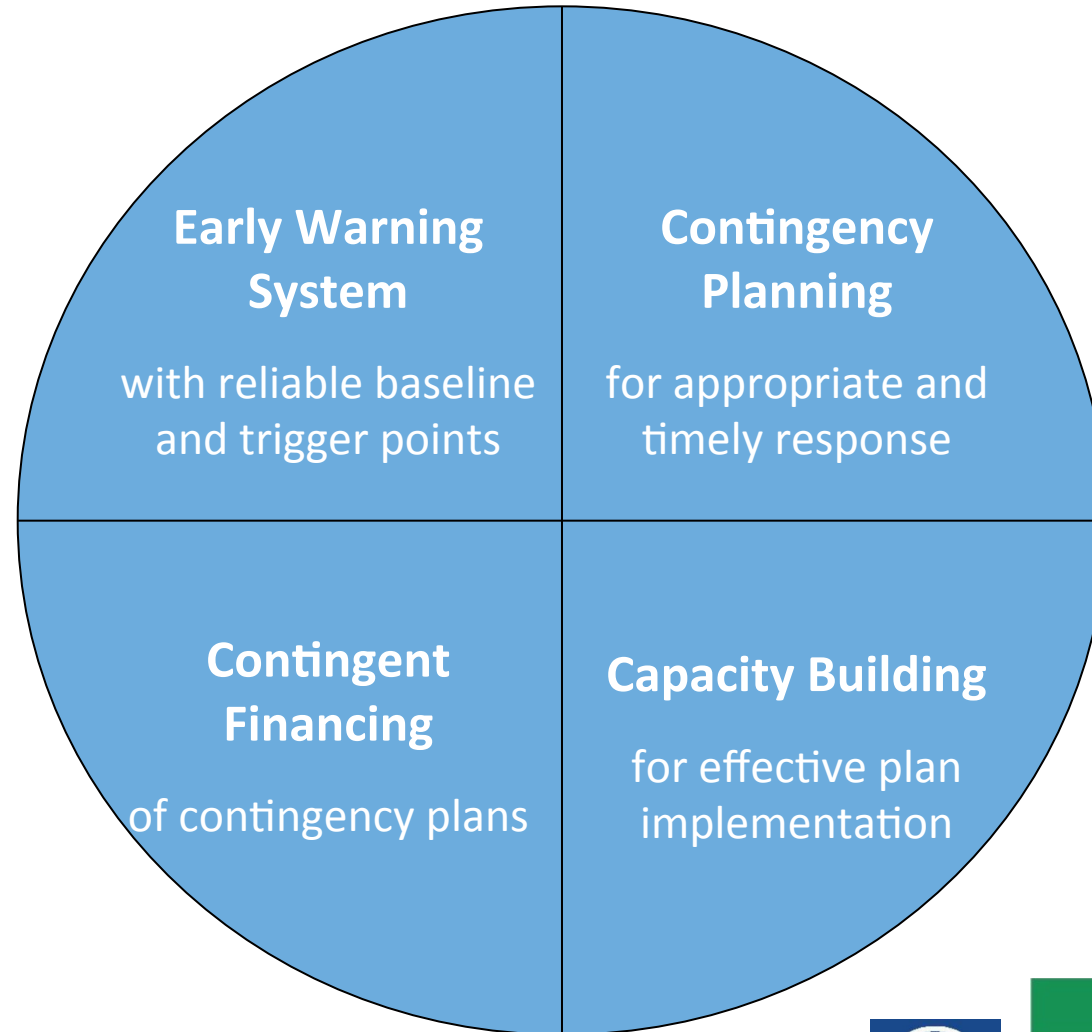 Early Warning
System
with reliable baseline
and trigger points
Contingency
Planning
for appropriate and
timely response
Contingent
Financing
of contingency plans
Capacity Building
for effective plan
implementation